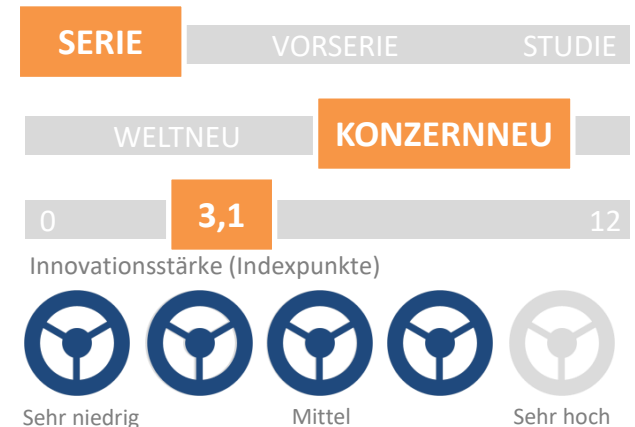 SERIE VORSERIE STUDIE
WELTNEU KONZERNNEU
0 3,1 12
Innovationsstärke (Indexpunkte)
Sehr niedrig Mittel Sehr hoch